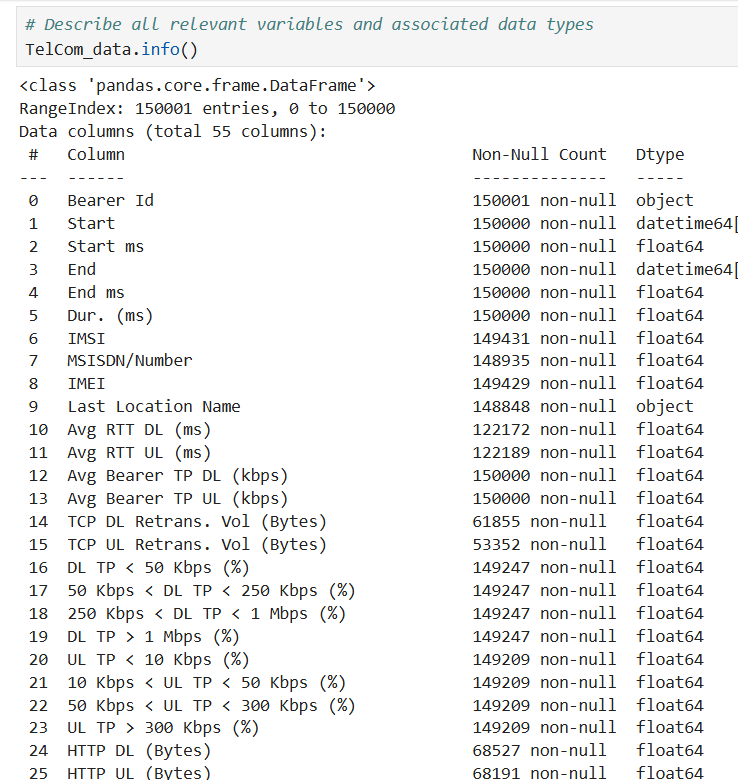 # Describe all relevant variables and associated data types
TelCom_data.info()
<class 'pandas.core.frame.DataFrame'>
RangeIndex: 150001 entries, 0 to 150000
Data columns (total 55 columns):
 #   Column                                    Non-Null Count   Dtype
---  ------                                    --------------   -----
 0   Bearer Id                                 150001 non-null  object
 1   Start                                     150000 non-null  datetime64[
 2   Start ms                                  150000 non-null  float64
 3   End                                       150000 non-null  datetime64[
 4   End ms                                    150000 non-null  float64
 5   Dur. (ms)                                 150000 non-null  float64
 6   IMSI                                      149431 non-null  float64
 7   MSISDN/Number                             148935 non-null  float64
 8   IMEI                                      149429 non-null  float64
 9   Last Location Name                        148848 non-null  object
 10  Avg RTT DL (ms)                           122172 non-null  float64
 11  Avg RTT UL (ms)                           122189 non-null  float64
 12  Avg Bearer TP DL (kbps)                   150000 non-null  float64
 13  Avg Bearer TP UL (kbps)                   150000 non-null  float64
 14  TCP DL Retrans. Vol (Bytes)               61855 non-null   float64
 15  TCP UL Retrans. Vol (Bytes)               53352 non-null   float64
 16  DL TP < 50 Kbps (%)                       149247 non-null  float64
 17  50 Kbps < DL TP < 250 Kbps (%)            149247 non-null  float64
 18  250 Kbps < DL TP < 1 Mbps (%)             149247 non-null  float64
 19  DL TP > 1 Mbps (%)                        149247 non-null  float64
 20  UL TP < 10 Kbps (%)                       149209 non-null  float64
 21  10 Kbps < UL TP < 50 Kbps (%)             149209 non-null  float64
 22  50 Kbps < UL TP < 300 Kbps (%)            149209 non-null  float64
 23  UL TP > 300 Kbps (%)                      149209 non-null  float64
 24  HTTP DL (Bytes)                           68527 non-null   float64
 25  HTTP UL (Bytes)                           68191 non-null   float64